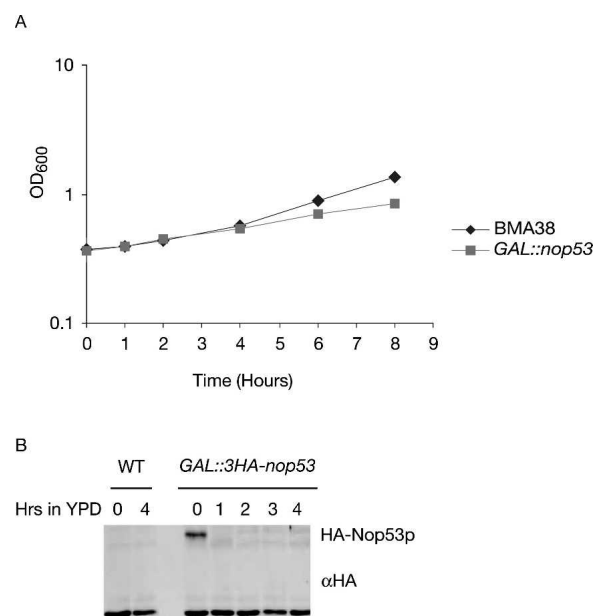 A
10
1
0.1
OD600
0 1 2 3 4 5 6 7 8 9
Time (Hours)
BMA38
GAL::nop53
B
WT GAL::3HA-nop53
Hrs in YPD 0 4 0 1 2 3 4
HA-Nop53p
αHA